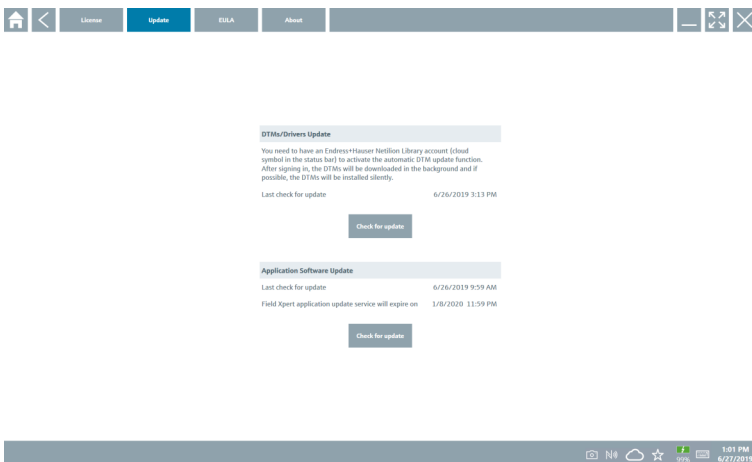 License Update EULA About
DTMs/Drivers Update
You need to have an Endress+Hauser Netilion Library account (cloud
symbol in the status bar) to activate the automatic DTM update function.
After signing in, the DTMs will be downloaded in the background and if
possible, the DTMs will be installed silently.
Last check for update 6/26/2019 3:13 PM
Check for update
Application Software Update
Last check for update 6/26/2019 9:59 AM
Field Xpert application update service will expire on 1/8/2020 11:59 PM
Check for update
99%
1:01 PM
6/27/2019